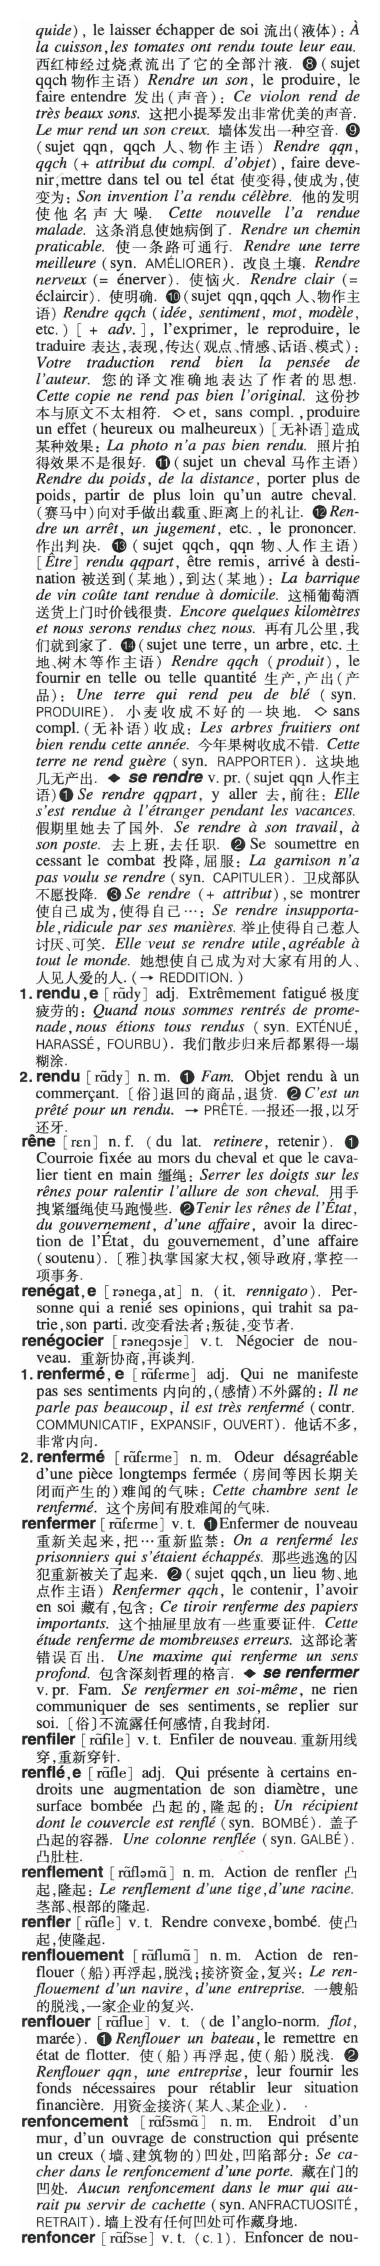 quide), le laisser échapper de soi 流出(液体): À
la cuisson, les tomates ont rendu toute leur eau.
西红柿经过烧煮流出了它的全部汁液. ❽ (sujet
qqch 物作主语) Rendre un son, le produire, le
faire entendre 发出(声音): Ce violon rend de
très beaux sons. 这把小提琴发出非常优美的声音.
Le mur rend un son creux. 墙体发出一种空音. ❾
(sujet qqn, qqch 人、物作主语) Rendre qqn,
qqch (+ attribut du compl. d'objet), faire deve-
nir, mettre dans tel ou tel état 使变得,使成为,使
变为: Son invention l'a rendu célèbre. 他的发明
使他名声大噪. Cette nouvelle l'a rendue
malade. 这条消息使她病倒了. Rendre un chemin
praticable. 使一条路可通行. Rendre une terre
meilleure (syn. AMÉLIORER). 改良土壤. Rendre
nerveux (= énerver). 使恼火. Rendre clair (=
éclaircir). 使明确. ❿ (sujet qqn, qqch 人、物作主
语) Rendre qqch (idée, sentiment, mot, modèle,
etc.) [ + adv. ], l'exprimer, le reproduire, le
traduire 表达,表现,传达(观点、情感、话语、模式):
Votre traduction rend bien la pensée de
l'auteur. 您的译文准确地表达了作者的思想.
Cette copie ne rend pas bien l'original. 这份抄
本与原文不太相符. ◇ et, sans compl., produire
un effet (heureux ou malheureux) [无补语]造成
某种效果: La photo n'a pas bien rendu. 照片拍
得效果不是很好. ⓫ (sujet un cheval 马作主语)
Rendre du poids, de la distance, porter plus de
poids, partir de plus loin qu'un autre cheval.
(赛马中)向对手做出载重、距离上的礼让. ⓬ Ren-
dre un arrêt, un jugement, etc., le prononcer.
作出判决. ⓭ (sujet qqch, qqn 物、人作主语)
[Être] rendu qqpart, être remis, arrivé à desti-
nation 被送到(某地),到达(某地): La barrique
de vin coûte tant rendue à domicile. 这桶葡萄酒
送货上门时价钱很贵. Encore quelques kilomètres
et nous serons rendus chez nous. 再有几公里,我
们就到家了. ⓮ (sujet une terre, un arbre, etc. 土
地、树木等作主语) Rendre qqch (produit), le
fournir en telle ou telle quantité 生产,产出(产
品): Une terre qui rend peu de blé (syn.
PRODUIRE). 小麦收成不好的一块地. ◇ sans
compl. (无补语)收成: Les arbres fruitiers ont
bien rendu cette année. 今年果树收成不错. Cette
terre ne rend guère (syn. RAPPORTER). 这块地
几无产出. ◆ se rendre v. pr. (sujet qqn 人作主
语) ❶ Se rendre qqpart, y aller 去,前往: Elle
s'est rendue à l'étranger pendant les vacances.
假期里她去了国外. Se rendre à son travail, à
son poste. 去上班,去任职. ❷ Se soumettre en
cessant le combat 投降,屈服: La garnison n'a
pas voulu se rendre (syn. CAPITULER). 卫戍部队
不愿投降. ❸ Se rendre (+ attribut), se montrer
使自己成为,使得自己…: Se rendre insupporta-
ble, ridicule par ses manières. 举止使得自己惹人
讨厌、可笑. Elle veut se rendre utile, agréable à
tout le monde. 她想使自己成为对大家有用的人、
人见人爱的人. (→ REDDITION. )
1. rendu, e [rɑ̃dy] adj. Extrêmement fatigué 极度
疲劳的: Quand nous sommes rentrés de prome-
nade, nous étions tous rendus (syn. EXTÉNUÉ,
HARASSÉ, FOURBU). 我们散步归来后都累得一塌
糊涂.
2. rendu [rɑ̃dy] n. m. ❶ Fam. Objet rendu à un
commerçant. [俗]退回的商品,退货. ❷ C'est un
prêté pour un rendu. → PRÊTÉ. 一报还一报,以牙
还牙.
rêne [rɛn] n. f. (du lat. retinere, retenir). ❶
Courroie fixée au mors du cheval et que le cava-
lier tient en main 缰绳: Serrer les doigts sur les
rênes pour ralentir l'allure de son cheval. 用手
拽紧缰绳使马跑慢些. ❷ Tenir les rênes de l'État,
du gouvernement, d'une affaire, avoir la direc-
tion de l'État, du gouvernement, d'une affaire
(soutenu). [雅]执掌国家大权,领导政府,掌控一
项事务.
renégat, e [rənega, at] n. (it. rennigato). Per-
sonne qui a renié ses opinions, qui trahit sa pa-
trie, son parti. 改变看法者;叛徒,变节者.
renégocier [rənegɔsje] v. t. Négocier de nou-
veau. 重新协商,再谈判.
1. renfermé, e [rɑ̃fɛrme] adj. Qui ne manifeste
pas ses sentiments 内向的,(感情)不外露的: Il ne
parle pas beaucoup, il est très renfermé (contr.
COMMUNICATIF, EXPANSIF, OUVERT). 他话不多,
非常内向.
2. renfermé [rɑ̃fɛrme] n. m. Odeur désagréable
d'une pièce longtemps fermée (房间等因长期关
闭而产生的)难闻的气味: Cette chambre sent le
renfermé. 这个房间有股难闻的气味.
renfermer [rɑ̃fɛrme] v. t. ❶ Enfermer de nouveau
重新关起来,把…重新监禁: On a renfermé les
prisonniers qui s'étaient échappés. 那些逃逸的囚
犯重新被关了起来. ❷ (sujet qqch, un lieu 物、地
点作主语) Renfermer qqch, le contenir, l'avoir
en soi 藏有,包含: Ce tiroir renferme des papiers
importants. 这个抽屉里放有一些重要证件. Cette
étude renferme de mombreuses erreurs. 这部论著
错误百出. Une maxime qui renferme un sens
profond. 包含深刻哲理的格言. ◆ se renfermer
v. pr. Fam. Se renfermer en soi-même, ne rien
communiquer de ses sentiments, se replier sur
soi. [俗]不流露任何感情,自我封闭.
renfiler [rɑ̃file] v. t. Enfiler de nouveau. 重新用线
穿,重新穿针.
renflé, e [rɑ̃fle] adj. Qui présente à certains en-
droits une augmentation de son diamètre, une
surface bombée 凸起的,隆起的: Un récipient
dont le couvercle est renflé (syn. BOMBÉ). 盖子
凸起的容器. Une colonne renflée (syn. GALBÉ).
凸肚柱.
renflement [rɑ̃fləmɑ̃] n. m. Action de renfler 凸
起,隆起: Le renflement d'une tige, d'une racine.
茎部、根部的隆起.
renfler [rɑ̃fle] v. t. Rendre convexe, bombé. 使凸
起,使隆起.
renflouement [rɑ̃flumɑ̃] n. m. Action de ren-
flouer (船)再浮起,脱浅;接济资金,复兴: Le ren-
flouement d'un navire, d'une entreprise. 一艘船
的脱浅,一家企业的复兴.
renflouer [rɑ̃flue] v. t. (de l'anglo-norm. flot,
marée). ❶ Renflouer un bateau, le remettre en
état de flotter. 使(船)再浮起,使(船)脱浅. ❷
Renflouer qqn, une entreprise, leur fournir les
fonds nécessaires pour rétablir leur situation
financière. 用资金接济(某人、某企业).
renfoncement [rɑ̃fɔ̃smɑ̃] n. m. Endroit d'un
mur, d'un ouvrage de construction qui présente
un creux (墙、建筑物的)凹处,凹陷部分: Se ca-
cher dans le renfoncement d'une porte. 藏在门的
凹处. Aucun renfoncement dans le mur qui au-
rait pu servir de cachette (syn. ANFRACTUOSITÉ,
RETRAIT). 墙上没有任何凹处可作藏身地.
renfoncer [rɑ̃fɔ̃se] v. t. (c. 1). Enfoncer de nou-